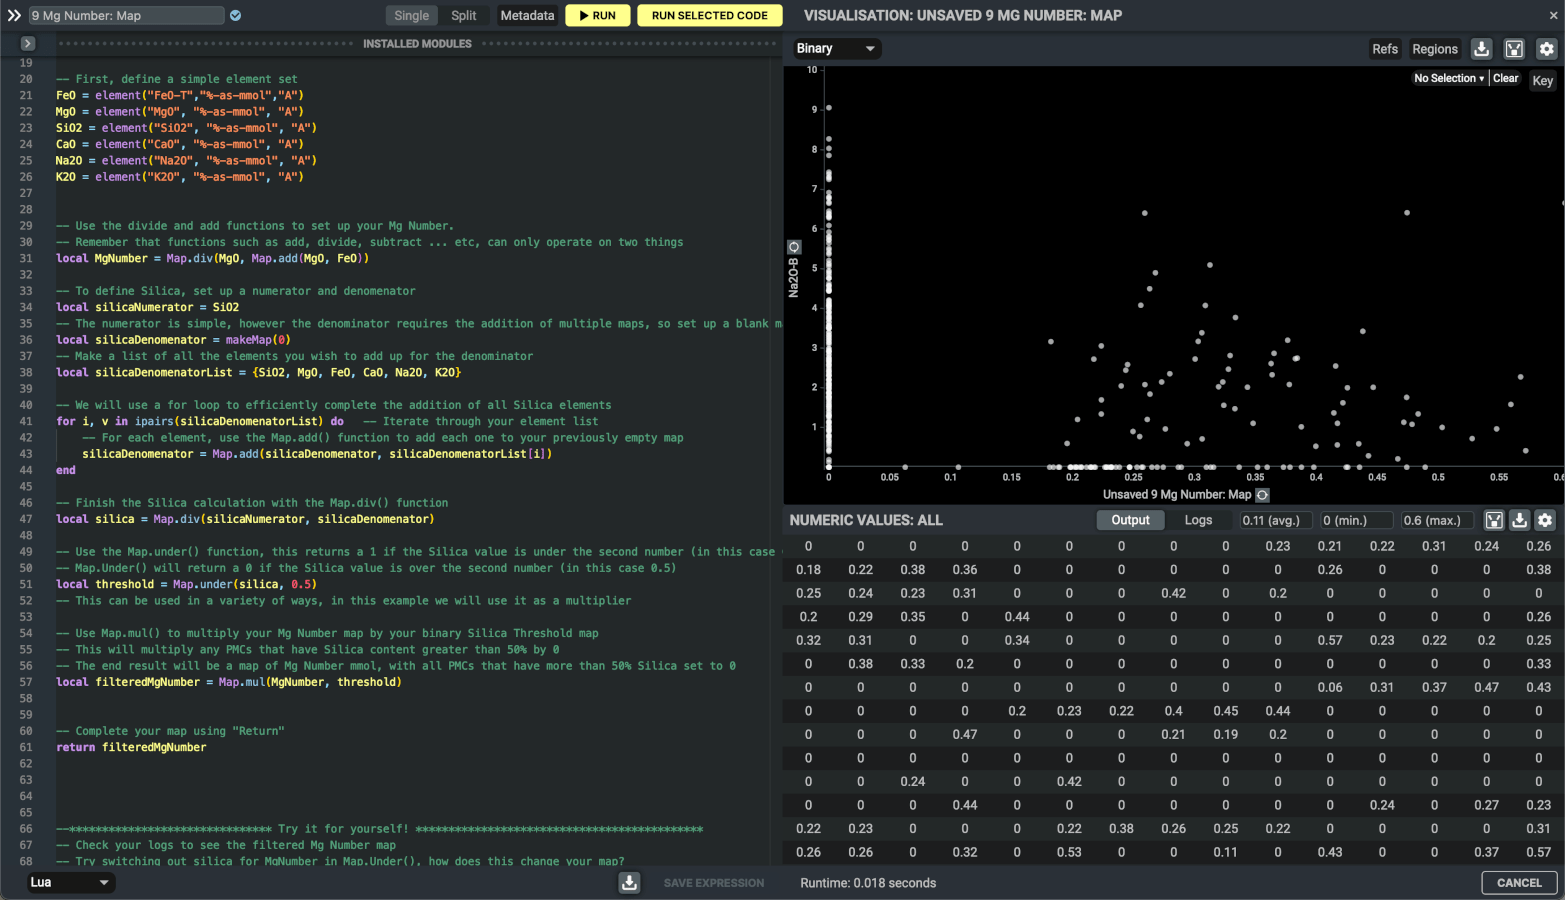 9 Mg Number: Map
Single Split Metadata RUN RUN SELECTED CODE
INSTALLED MODULES
19
20 -- First, define a simple element set
21 FeO = element("FeO-T","%-as-mmol","A")
22 MgO = element("MgO", "%-as-mmol", "A")
23 SiO2 = element("SiO2", "%-as-mmol", "A")
24 CaO = element("CaO", "%-as-mmol", "A")
25 Na2O = element("Na2O", "%-as-mmol", "A")
26 K2O = element("K2O", "%-as-mmol", "A")
27
28
29 -- Use the divide and add functions to set up your Mg Number.
30 -- Remember that functions such as add, divide, subtract ... etc, can only operate on two things
31 local MgNumber = Map.div(MgO, Map.add(MgO, FeO))
32
33 -- To define Silica, set up a numerator and denomenator
34 local silicaNumerator = SiO2
35 -- The numerator is simple, however the denominator requires the addition of multiple maps, so set up a blank m
36 local silicaDenomenator = makeMap(0)
37 -- Make a list of all the elements you wish to add up for the denominator
38 local silicaDenomenatorList = {SiO2, MgO, FeO, CaO, Na2O, K2O}
39
40 -- We will use a for loop to efficiently complete the addition of all Silica elements
41 for i, v in ipairs(silicaDenomenatorList) do -- Iterate through your element list
42 -- For each element, use the Map.add() function to add each one to your previously empty map
43 silicaDenomenator = Map.add(silicaDenomenator, silicaDenomenatorList[i])
44 end
45
46 -- Finish the Silica calculation with the Map.div() function
47 local silica = Map.div(silicaNumerator, silicaDenomenator)
48
49 -- Use the Map.under() function, this returns a 1 if the Silica value is under the second number (in this case
50 -- Map.Under() will return a 0 if the Silica value is over the second number (in this case 0.5)
51 local threshold = Map.under(silica, 0.5)
52 -- This can be used in a variety of ways, in this example we will use it as a multiplier
53
54 -- Use Map.mul() to multiply your Mg Number map by your binary Silica Threshold map
55 -- This will multiply any PMCs that have Silica content greater than 50% by 0
56 -- The end result will be a map of Mg Number mmol, with all PMCs that have more than 50% Silica set to 0
57 local filteredMgNumber = Map.mul(MgNumber, threshold)
58
59
60 -- Complete your map using "Return"
61 return filteredMgNumber
62
63
64
65
66 --******************************* Try it for yourself! ********************************************
67 -- Check your logs to see the filtered Mg Number map
68 -- Try switching out silica for MgNumber in Map.Under(), how does this change your map?
Lua SAVE EXPRESSION
VISUALISATION: UNSAVED 9 MG NUMBER: MAP
Binary Refs Regions
No Selection Clear Key
10
9
8
7
6
5
4
3
2
1
Na2O-B
0 0.05 0.1 0.15 0.2 0.25 0.3 0.35 0.4 0.45 0.5 0.55 0.6
Unsaved 9 Mg Number: Map
NUMERIC VALUES: ALL Output Logs 0.11 (avg.) 0 (min.) 0.6 (max.)
0 0 0 0 0 0 0 0 0 0.23 0.21 0.22 0.31 0.24 0.26
0.18 0.22 0.38 0.36 0 0 0 0 0 0 0.26 0 0 0 0.38
0.25 0.24 0.23 0.31 0 0 0 0.42 0 0.2 0 0 0 0 0
0.2 0.29 0.35 0 0.44 0 0 0 0 0 0 0 0 0 0.26
0.32 0.31 0 0 0.34 0 0 0 0 0 0.57 0.23 0.22 0.2 0.25
0 0.38 0.33 0.2 0 0 0 0 0 0 0 0 0 0 0.33
0 0 0 0 0 0 0 0 0 0 0.06 0.31 0.37 0.47 0.43
0 0 0 0 0.2 0.23 0.22 0.4 0.45 0.44 0 0 0 0 0
0 0 0 0.47 0 0 0 0.21 0.19 0.2 0 0 0 0 0
0 0 0 0 0 0 0 0 0 0 0 0 0 0 0
0 0 0.24 0 0 0.42 0 0 0 0 0 0 0 0 0
0 0 0 0.44 0 0 0 0 0 0 0 0.24 0 0.27 0.23
0.22 0.23 0 0 0 0.22 0.38 0.26 0.25 0.22 0 0 0 0 0.31
0.26 0.26 0 0.32 0 0.53 0 0 0.11 0 0.43 0 0 0.37 0.57
Runtime: 0.018 seconds CANCEL